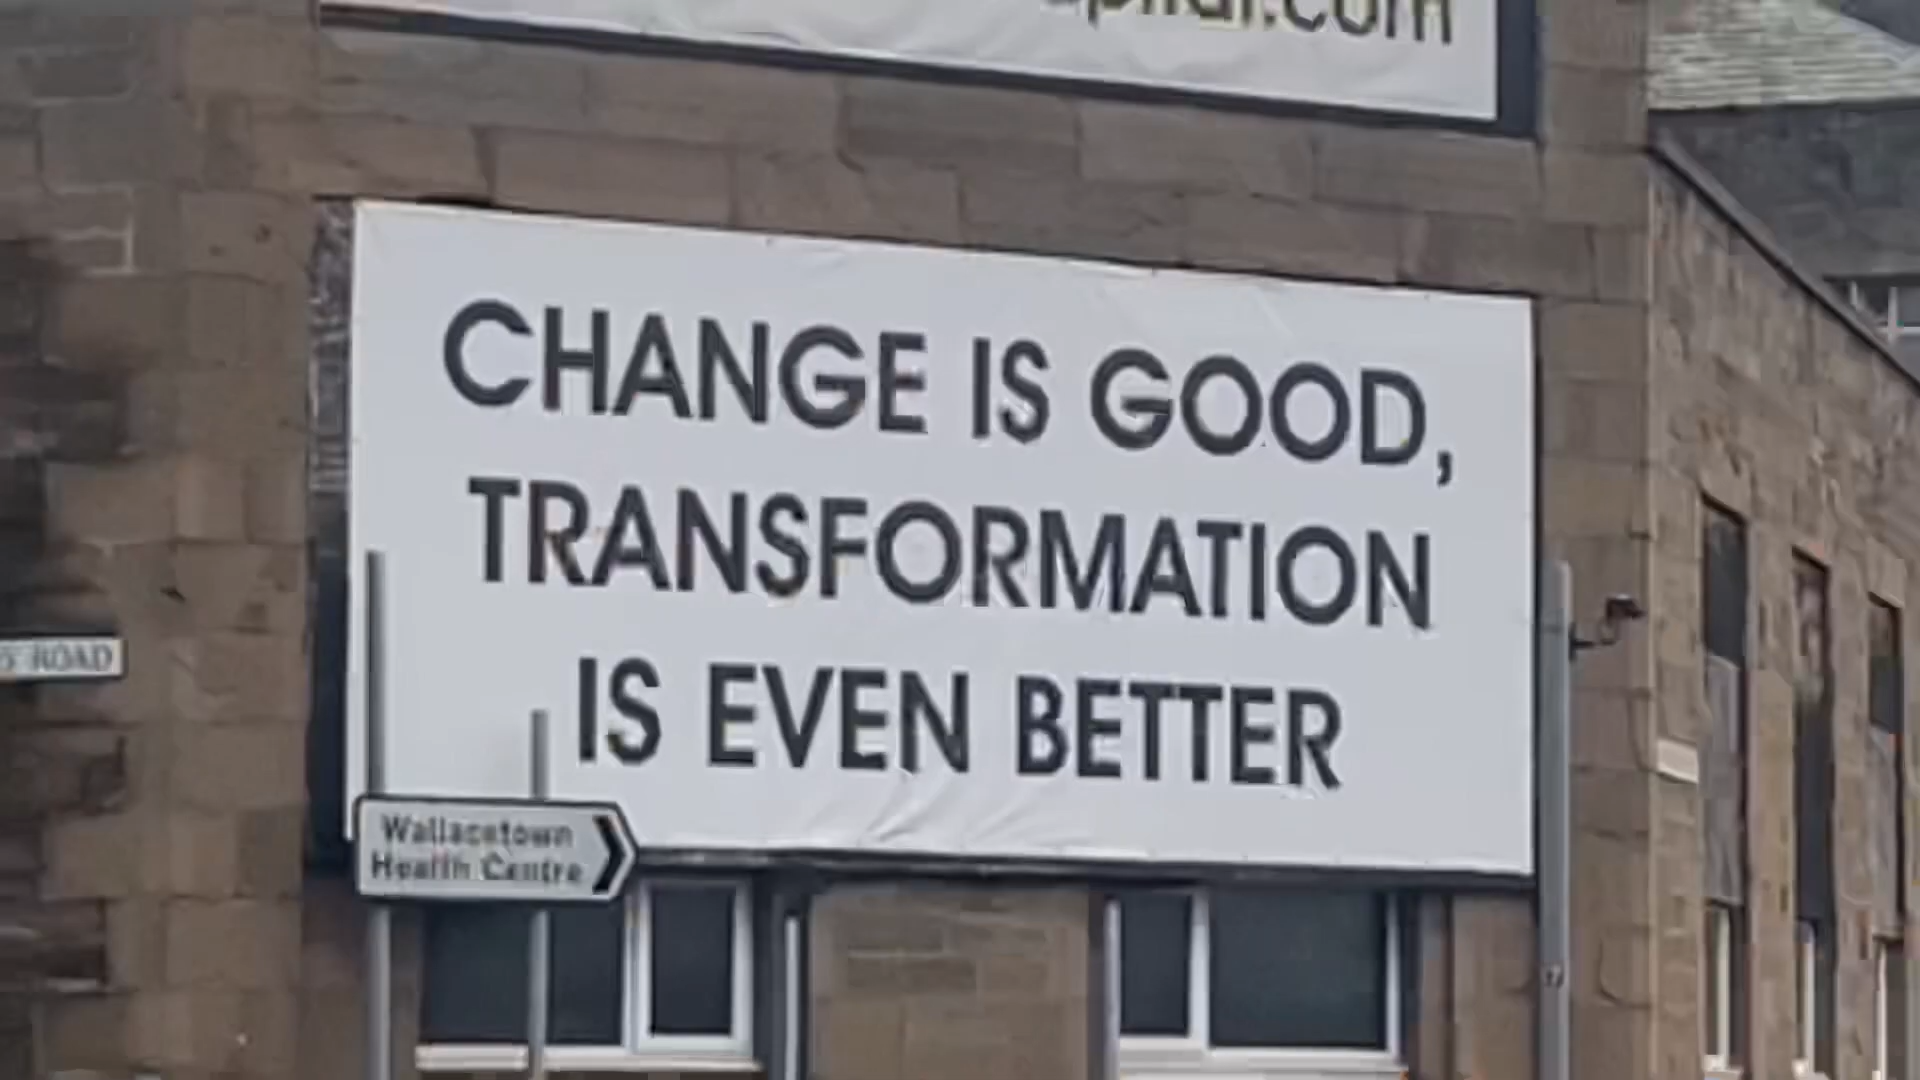 CHANGE IS GOOD,
TRANSFORMATION
IS EVEN BETTER
ROAD
Wallacetown
Health Centre